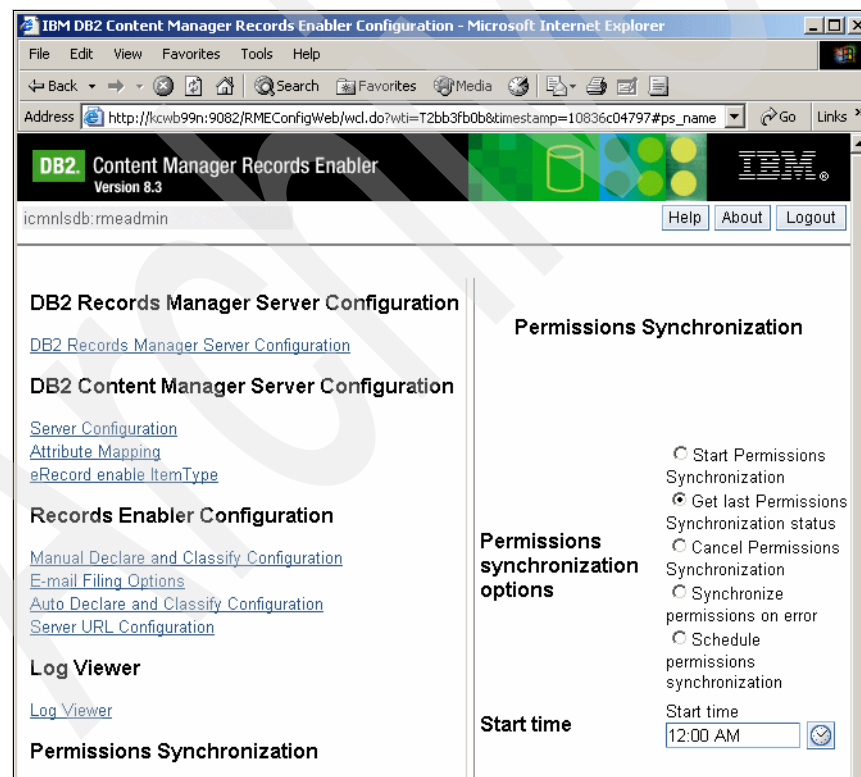 IBM DB2 Content Manager Records Enabler Configuration - Microsoft Internet Explorer
File Edit View Favorites Tools Help
Back Search Favorites Media
Address http://kcwb99n:9082/RMEConfigWeb/wcl.do?wti=T2bb3fb0b&timestamp=10836c04797#ps_name Go Links »
DB2. Content Manager Records Enabler
Version 8.3
IBM®
icmnlsdb:rmeadmin
Help About Logout
DB2 Records Manager Server Configuration
DB2 Records Manager Server Configuration
DB2 Content Manager Server Configuration
Server Configuration
Attribute Mapping
eRecord enable ItemType
Records Enabler Configuration
Manual Declare and Classify Configuration
E-mail Filing Options
Auto Declare and Classify Configuration
Server URL Configuration
Log Viewer
Log Viewer
Permissions Synchronization
Permissions Synchronization
Permissions
synchronization
options
Start Permissions
Synchronization
Get last Permissions
Synchronization status
Cancel Permissions
Synchronization
Synchronize
permissions on error
Schedule
permissions
synchronization
Start time
Start time
12:00 AM